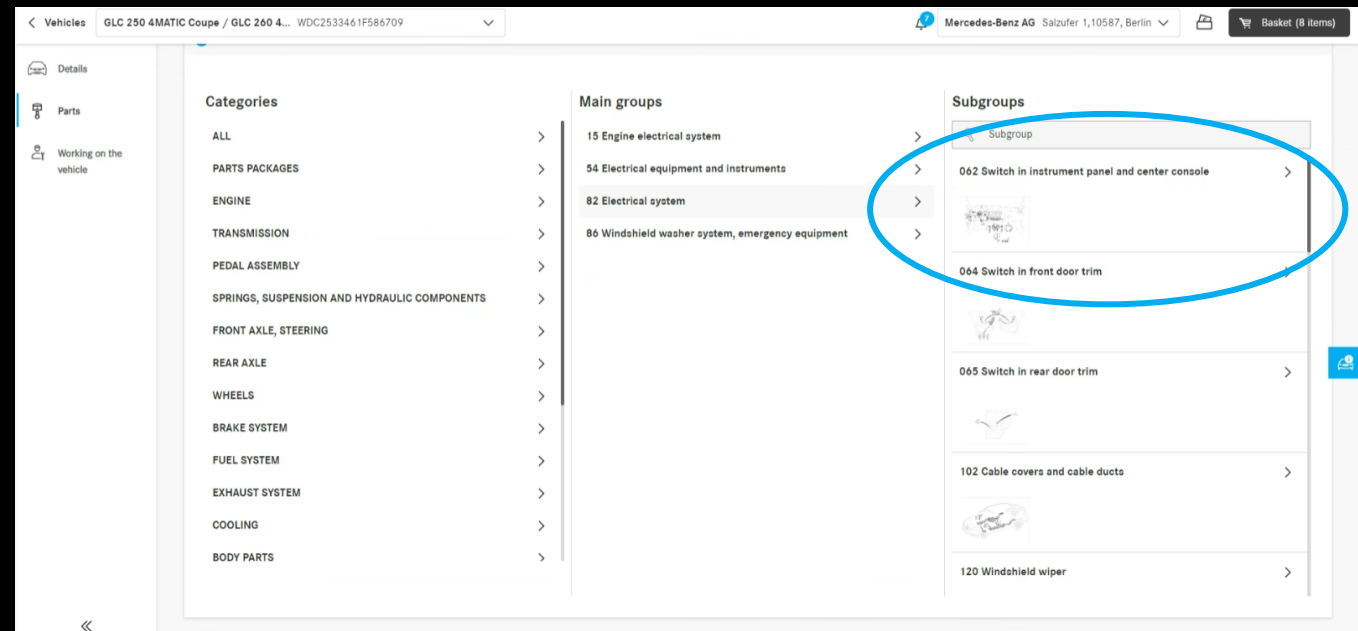 Vehicles
GLC 250 4MATIC Coupe / GLC 260 4... WDC2533461F586709
7
Mercedes-Benz AG Salzufer 1,10587, Berlin
Basket (8 items)
Details
Parts
Working on the
vehicle
Categories
ALL
PARTS PACKAGES
ENGINE
TRANSMISSION
PEDAL ASSEMBLY
SPRINGS, SUSPENSION AND HYDRAULIC COMPONENTS
FRONT AXLE, STEERING
REAR AXLE
WHEELS
BRAKE SYSTEM
FUEL SYSTEM
EXHAUST SYSTEM
COOLING
BODY PARTS
Main groups
15 Engine electrical system
54 Electrical equipment and instruments
82 Electrical system
86 Windshield washer system, emergency equipment
Subgroups
Subgroup
062 Switch in instrument panel and center console
064 Switch in front door trim
065 Switch in rear door trim
102 Cable covers and cable ducts
120 Windshield wiper